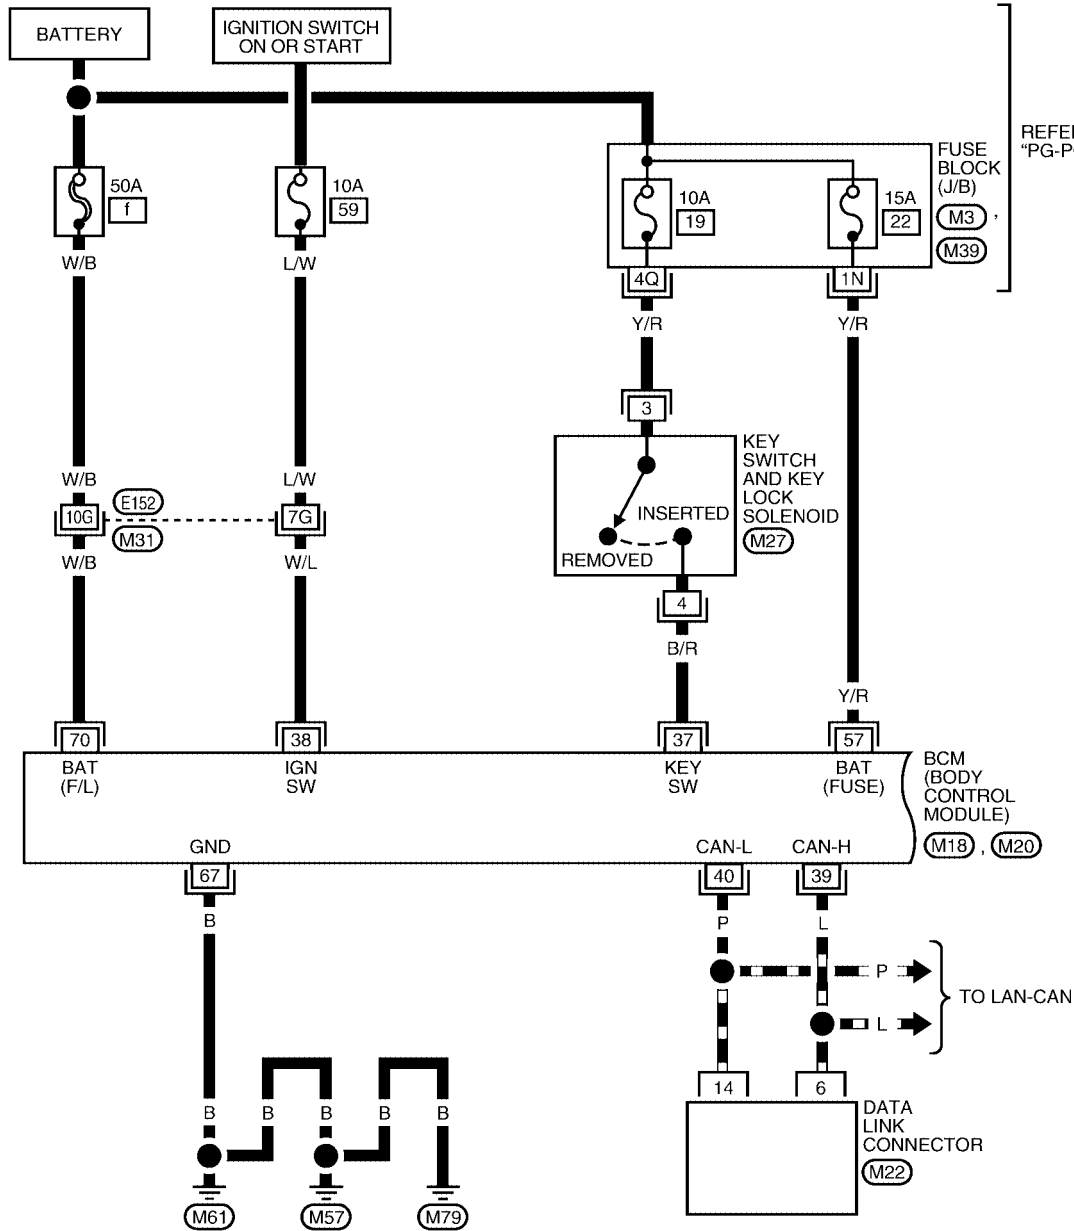 BATTERY
IGNITION SWITCH
ON OR START
REFE
"PG-P
FUSE
BLOCK
(J/B)
M3 ,
M39
50A
f
10A
59
10A
19
15A
22
4Q
1N
W/B
L/W
Y/R
Y/R
3
KEY
SWITCH
AND KEY
LOCK
SOLENOID
M27
INSERTED
REMOVED
W/B
L/W
10G
E152
M31
7G
W/B
W/L
4
B/R
Y/R
70
38
37
57
BAT
(F/L)
IGN
SW
KEY
SW
BAT
(FUSE)
BCM
(BODY
CONTROL
MODULE)
M18 , M20
GND
CAN-L
CAN-H
67
40
39
B
P
L
P
L
TO LAN-CAN
14
6
DATA
LINK
CONNECTOR
M22
B
B
B
B
B
M61
M57
M79